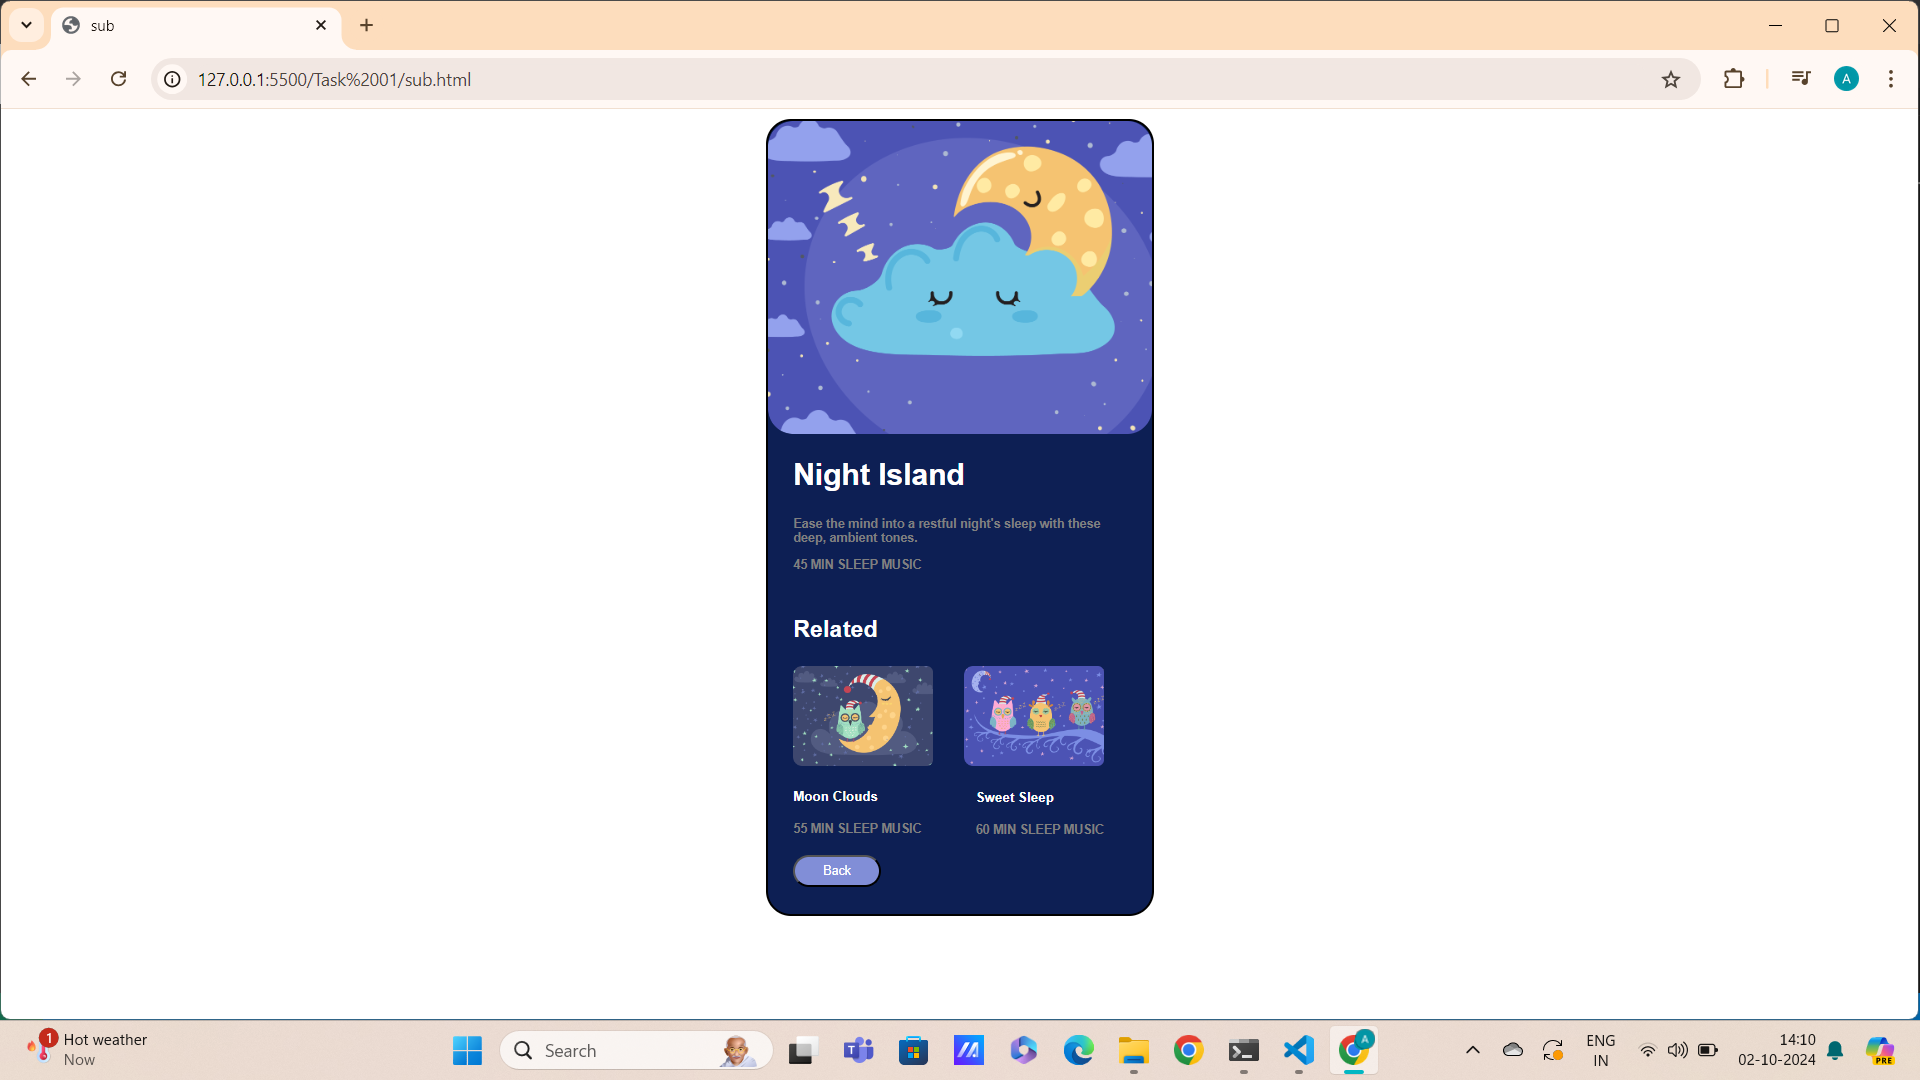 sub
127.0.0.1:5500/Task%2001/sub.html
A
Night Island
Ease the mind into a restful night's sleep with these
deep, ambient tones.
45 MIN SLEEP MUSIC
Related
Moon Clouds
Sweet Sleep
55 MIN SLEEP MUSIC
60 MIN SLEEP MUSIC
Back
1
Hot weather
Now
Search
T
A
ENG
IN
14:10
02-10-2024
PRE